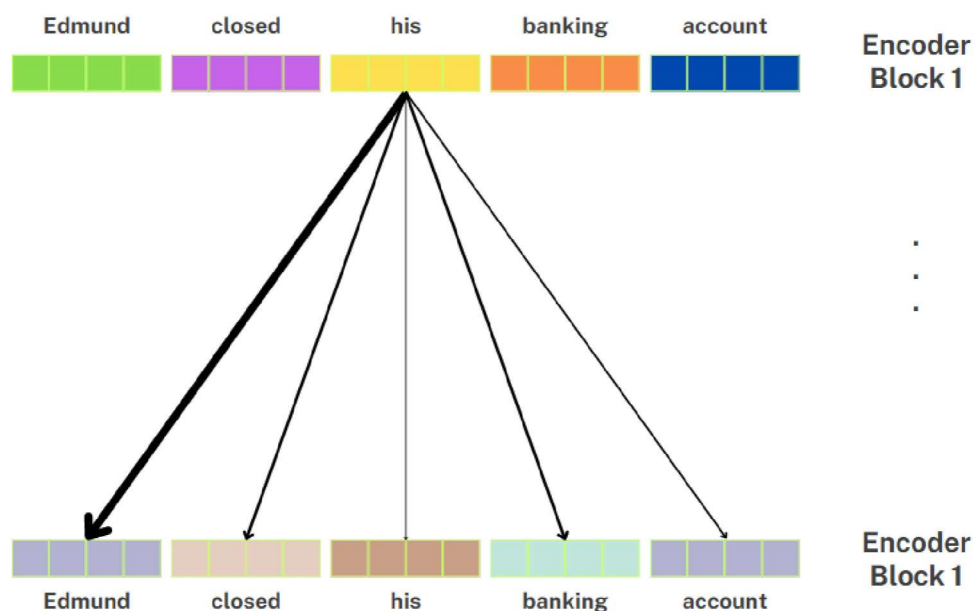 Edmund closed his banking account
Encoder
Block 1
.
.
.
Encoder
Block 1
Edmund closed his banking account